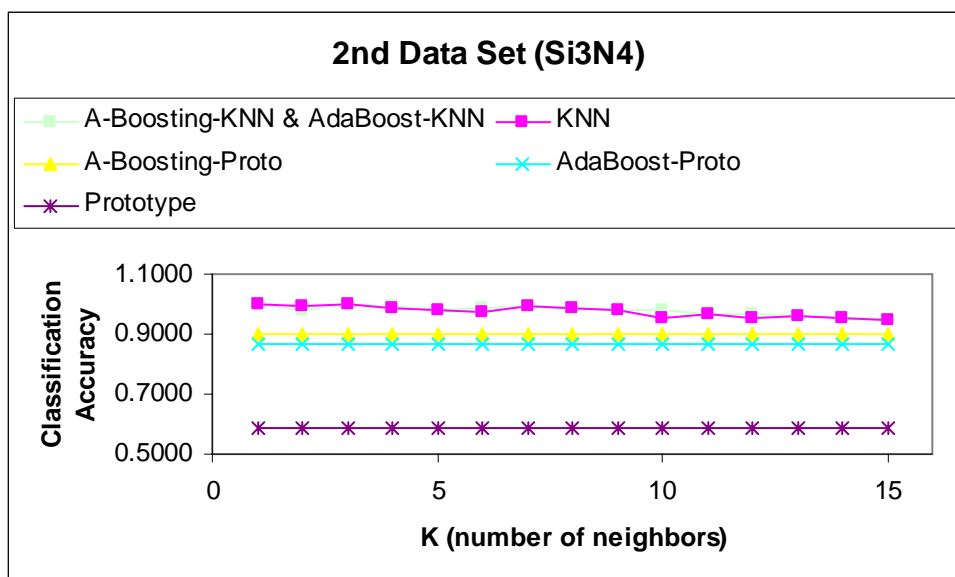 2nd Data Set (Si3N4)
A-Boosting-KNN & AdaBoost-KNN
KNN
A-Boosting-Proto
AdaBoost-Proto
Prototype
1.1000
0.9000
0.7000
0.5000
Classification
Accuracy
0
5
10
15
K (number of neighbors)